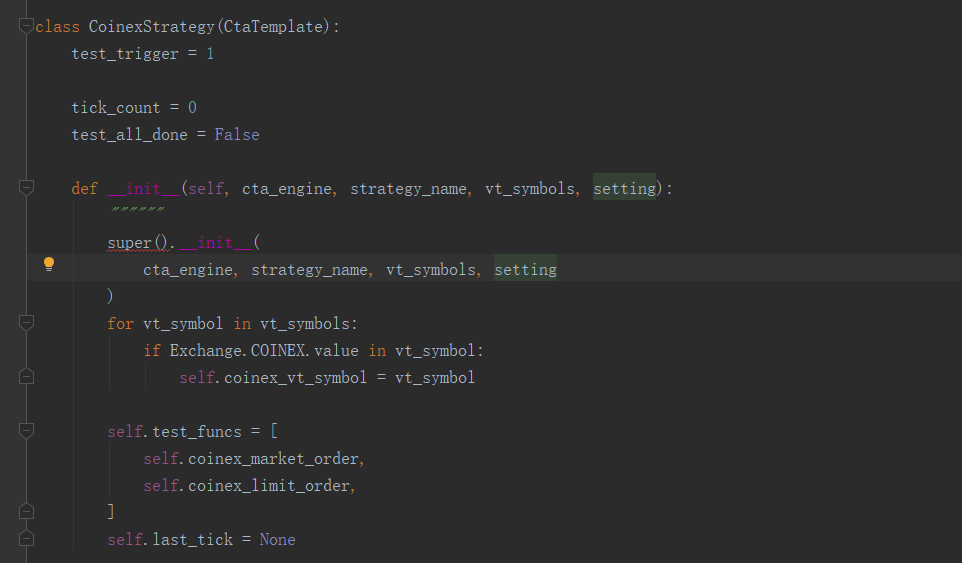 class CoinexStrategy(CtaTemplate):
    test_trigger = 1

    tick_count = 0
    test_all_done = False

    def __init__(self, cta_engine, strategy_name, vt_symbols, setting):
        """"""
        super().__init__(
            cta_engine, strategy_name, vt_symbols, setting
        )
        for vt_symbol in vt_symbols:
            if Exchange.COINEX.value in vt_symbol:
                self.coinex_vt_symbol = vt_symbol

        self.test_funcs = [
            self.coinex_market_order,
            self.coinex_limit_order,
        ]
        self.last_tick = None